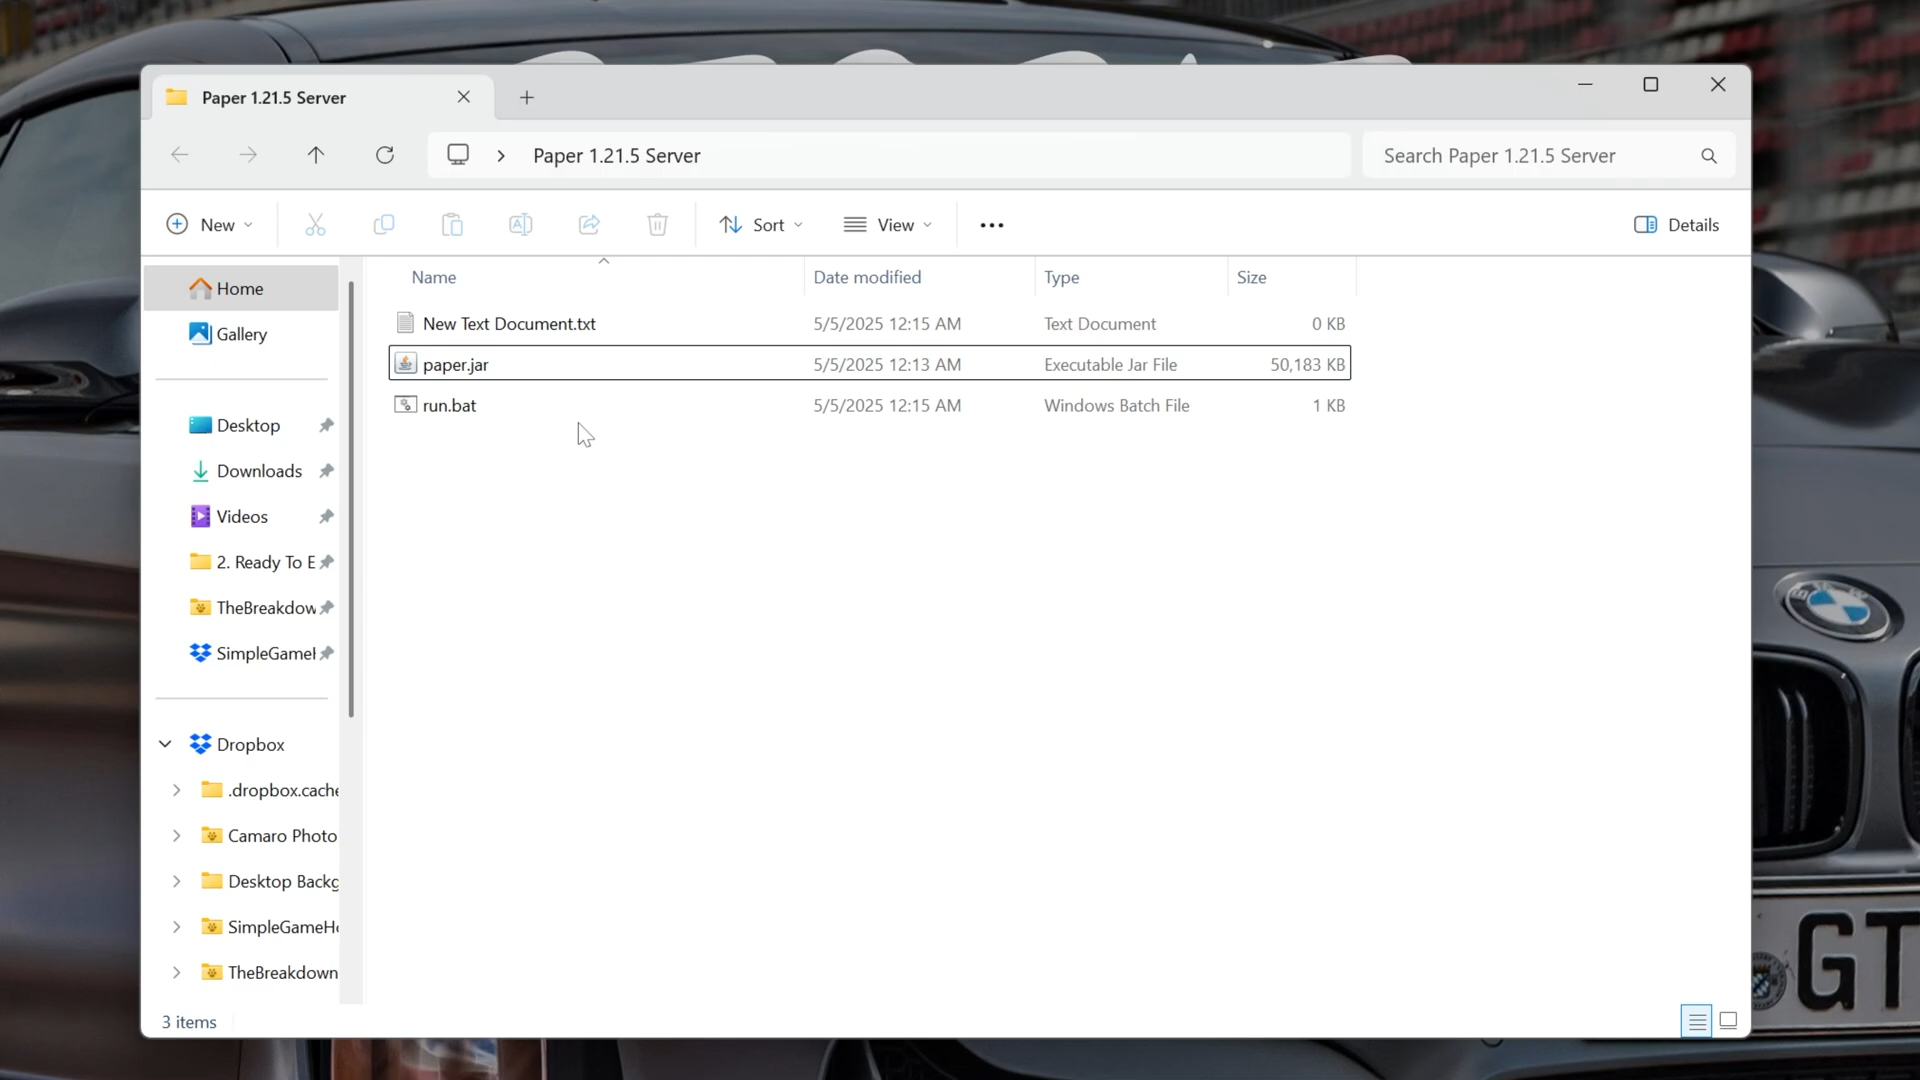 Paper 1.21.5 Server
Paper 1.21.5 Server
Search Paper 1.21.5 Server
New
Sort
View
Details
Name
Date modified
Type
Size
New Text Document.txt
5/5/2025 12:15 AM
Text Document
0 KB
paper.jar
5/5/2025 12:13 AM
Executable Jar File
50,183 KB
run.bat
5/5/2025 12:15 AM
Windows Batch File
1 KB
Home
Gallery
Desktop
Downloads
Videos
2. Ready To E
TheBreakdow
SimpleGameH
Dropbox
.dropbox.cache
Camaro Photo
Desktop Backg
SimpleGameHe
TheBreakdown
3 items
BMW
GT